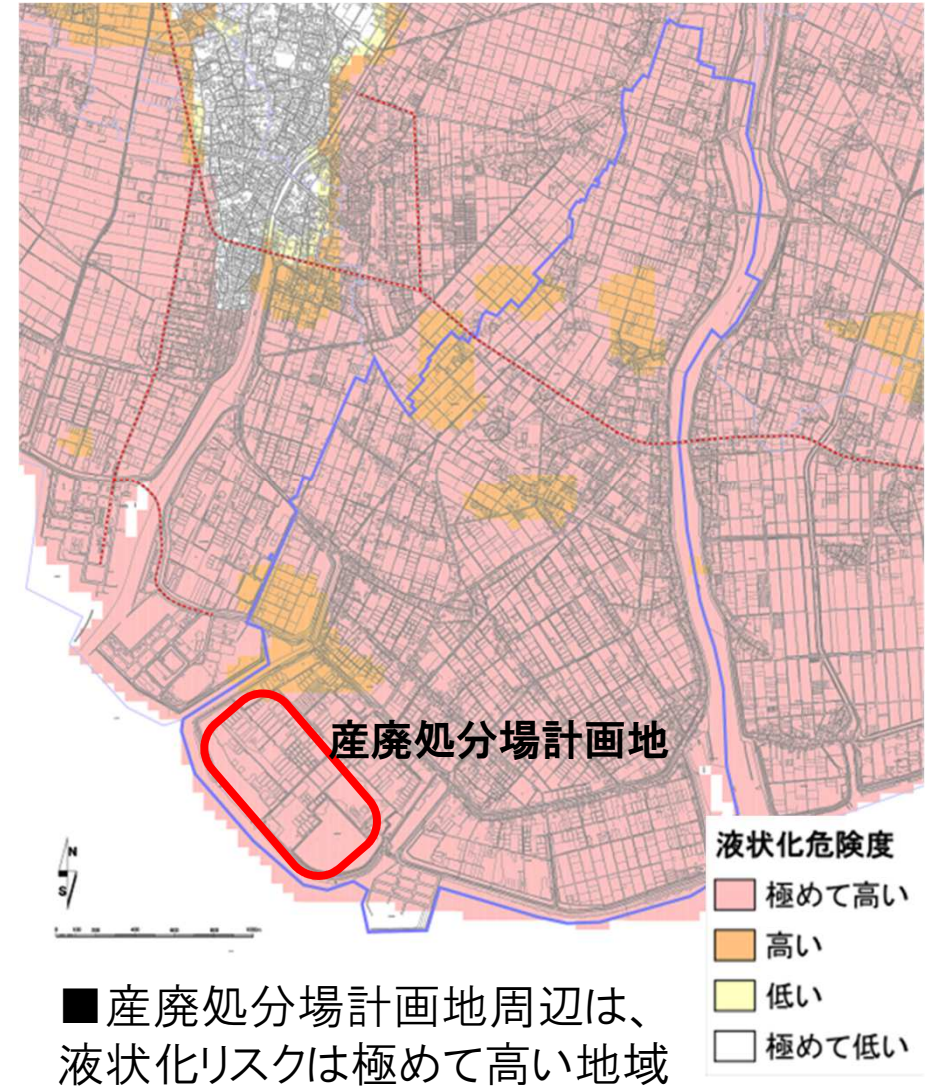 産廃処分場計画地
液状化危険度
極めて高い
高い
低い
極めて低い
N
S
■産廃処分場計画地周辺は、
液状化リスクは極めて高い地域